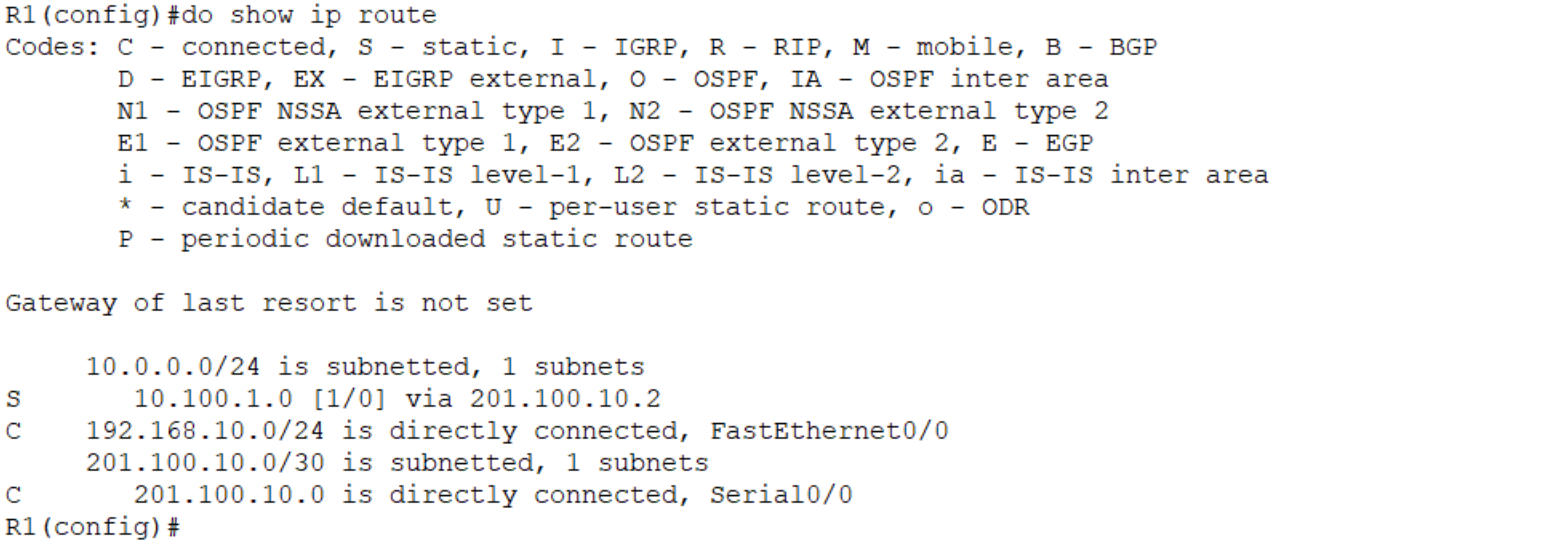 R1(config)#do show ip route
Codes: C - connected, S - static, I - IGRP, R - RIP, M - mobile, B - BGP
       D - EIGRP, EX - EIGRP external, O - OSPF, IA - OSPF inter area
       N1 - OSPF NSSA external type 1, N2 - OSPF NSSA external type 2
       E1 - OSPF external type 1, E2 - OSPF external type 2, E - EGP
       i - IS-IS, L1 - IS-IS level-1, L2 - IS-IS level-2, ia - IS-IS inter area
       * - candidate default, U - per-user static route, o - ODR
       P - periodic downloaded static route

Gateway of last resort is not set

     10.0.0.0/24 is subnetted, 1 subnets
S       10.100.1.0 [1/0] via 201.100.10.2
C    192.168.10.0/24 is directly connected, FastEthernet0/0
     201.100.10.0/30 is subnetted, 1 subnets
C       201.100.10.0 is directly connected, Serial0/0
R1(config)#